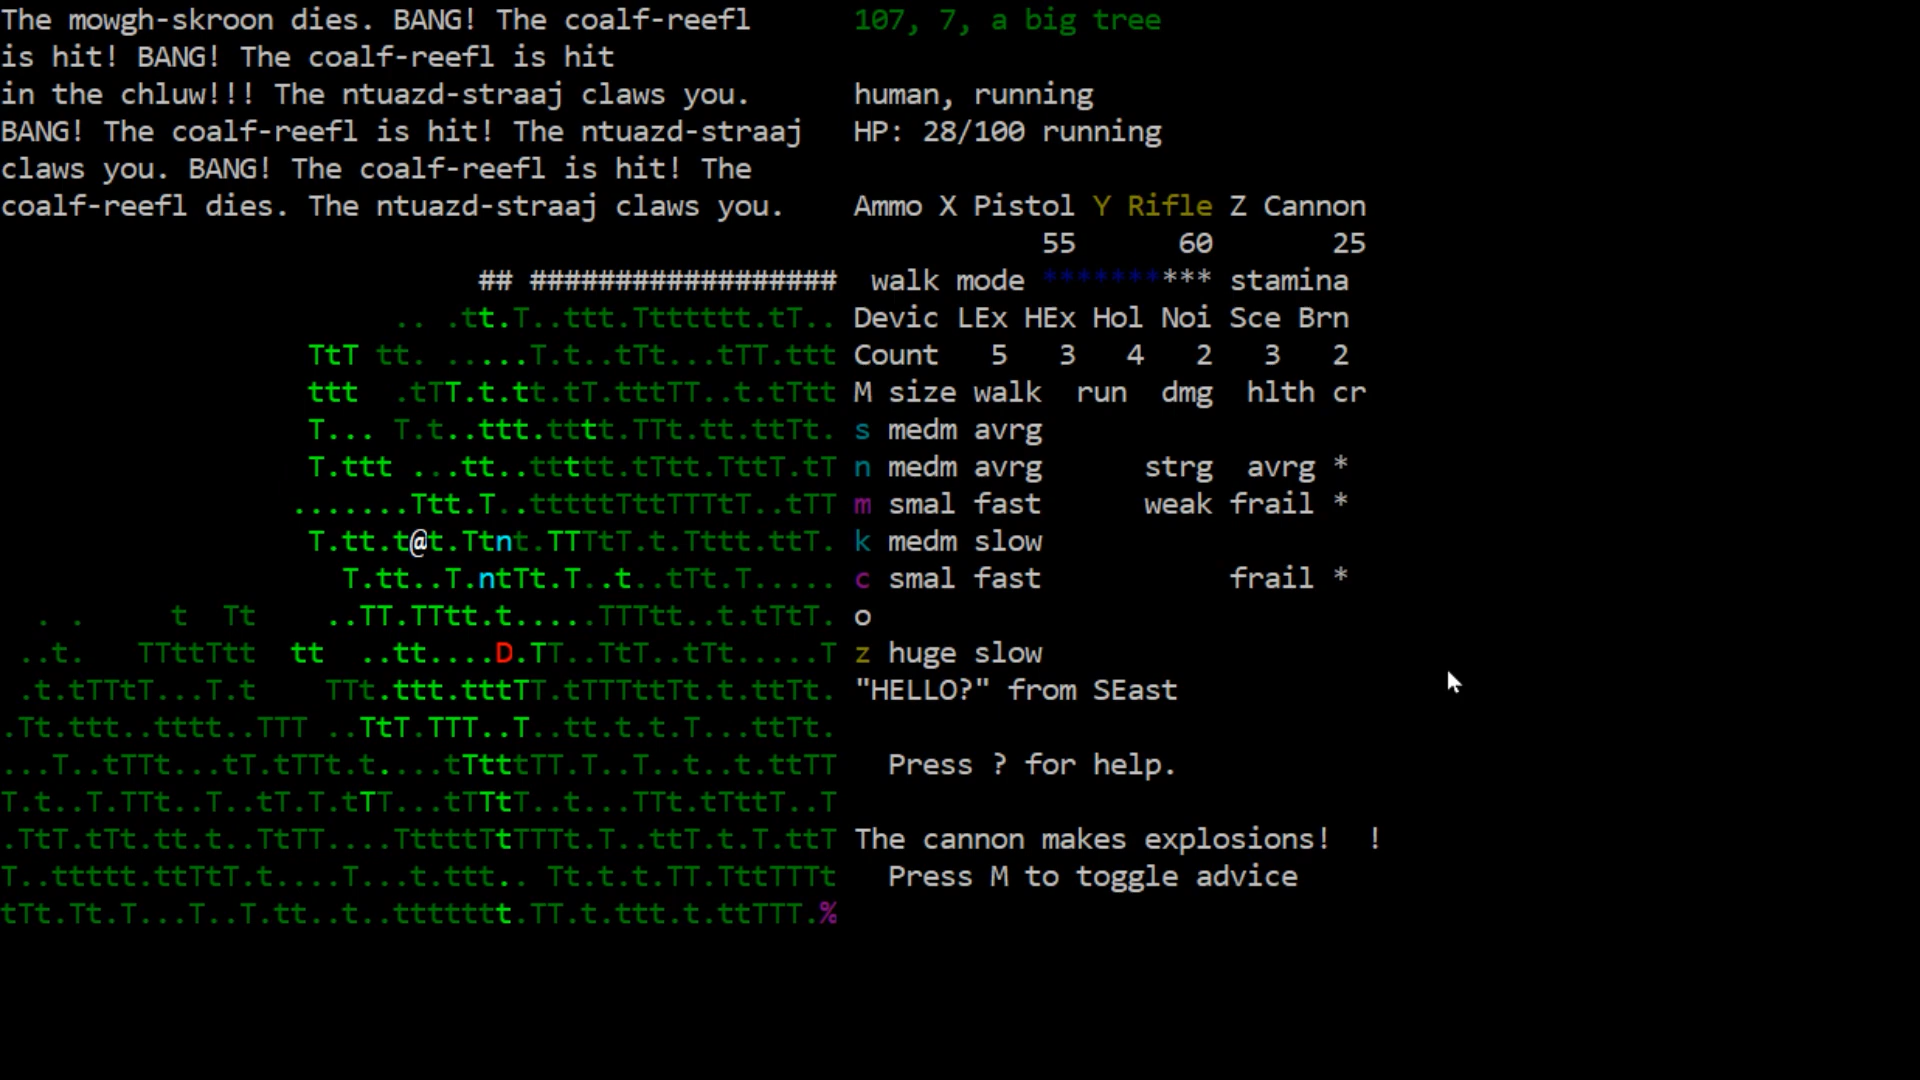 The mowgh-skroon dies. BANG! The coalf-reefl
is hit! BANG! The coalf-reefl is hit
in the chluw!!! The ntuazd-straaj claws you.
BANG! The coalf-reefl is hit! The ntuazd-straaj
claws you. BANG! The coalf-reefl is hit! The
coalf-reefl dies. The ntuazd-straaj claws you.
## ##################
.. .tt.T..ttt.Ttttttt.tT..
TtT tt. .....T.t..tTt...tTT.ttt
ttt .tTT.t.tt.tT.tttTT..t.tTtt
T... T.t..ttt.tttt.TTt.tt.ttTt.
T.ttt ...tt..ttttt.tTtt.TttT.tT
.......Ttt.T..tttttTttTTTtT..tTT
T.tt.t@t.Ttnt.TTTtT.t.Tttt.ttT.
T.tt..T.ntTt.T..t..tTt.T.....
. . t Tt ..TT.TTtt.t.....TTTtt..t.tTtT.
..t. TTttTtt tt ..tt....D.TT..TtT..tTt.....T
.t.tTTtT...T.t TTt.ttt.tttTT.tTTTttTt.t.ttTt.
.Tt.ttt..tttt..TTT ..TtT.TTT..T..tt.t.t.T...ttTt.
...T..tTTt...tT.tTTt.t....tTtttTT.T..T..t..t.ttTT
T.t..T.TTt..T..tT.T.tTT...tTTtT..t...TTt.tTttT..T
.TtT.tTt.tt.t..TtTT....TttttTtTTTt.T..ttT.t.T.ttT
T..ttttt.ttTtT.t....T...t.ttt.. Tt.t.t.TT.TttTTTt
tTt.Tt.T...T..T.tt..t..ttttttt.TT.t.ttt.t.ttTTT.%
107, 7, a big tree
human, running
HP: 28/100 running
Ammo X Pistol Y Rifle Z Cannon
55 60 25
walk mode ********** stamina
Devic LEx HEx Hol Noi Sce Brn
Count 5 3 4 2 3 2
M size walk run dmg hlth cr
s medm avrg
n medm avrg strg avrg *
m smal fast weak frail *
k medm slow
c smal fast frail *
o
z huge slow
"HELLO?" from SEast
Press ? for help.
The cannon makes explosions! !
Press M to toggle advice